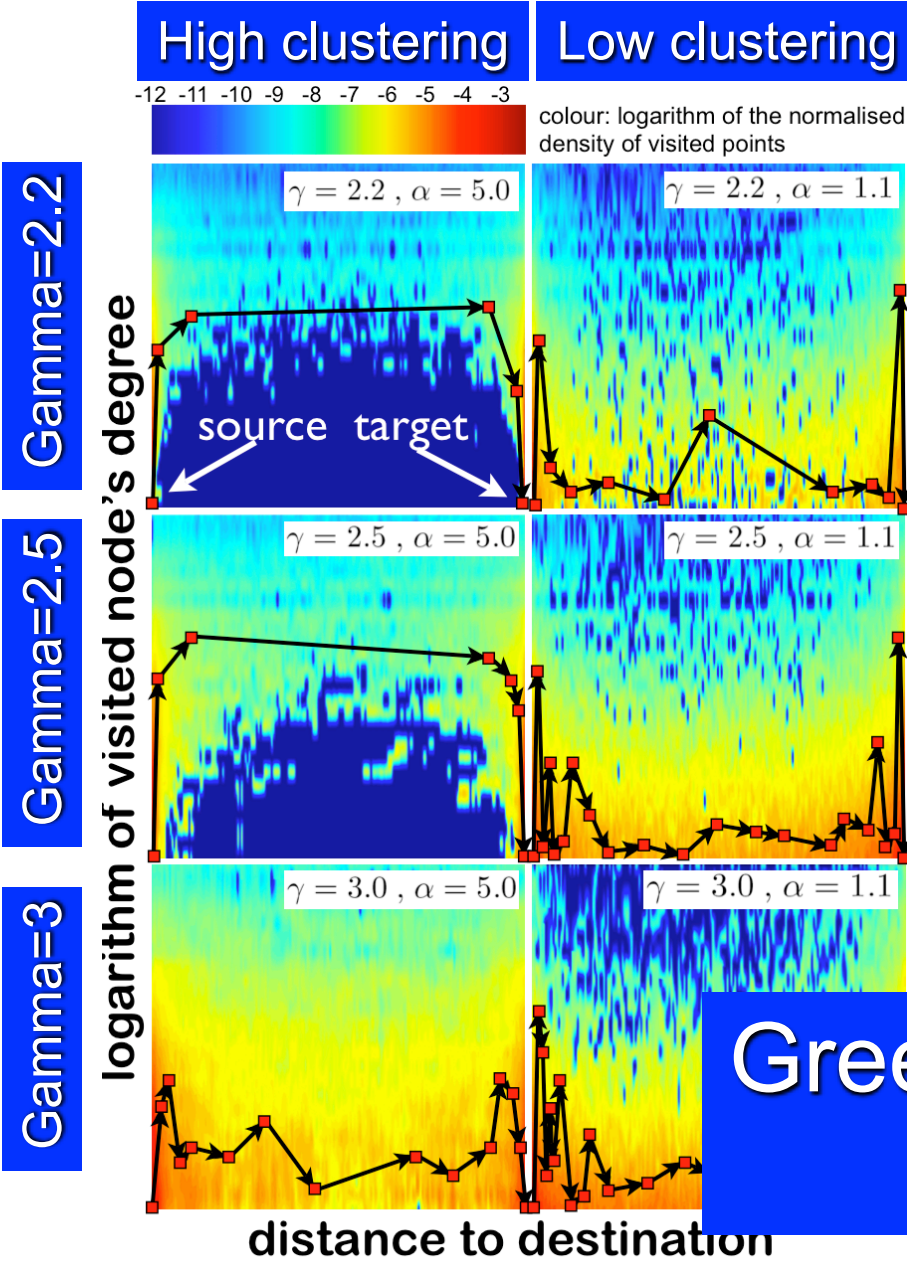 High clustering
Low clustering
-12 -11 -10 -9 -8 -7 -6 -5 -4 -3
colour: logarithm of the normalised
density of visited points
Gamma=2.2
γ = 2.2 , α = 5.0
γ = 2.2 , α = 1.1
source target
logarithm of visited node's degree
Gamma=2.5
γ = 2.5 , α = 5.0
γ = 2.5 , α = 1.1
Gamma=3
γ = 3.0 , α = 5.0
γ = 3.0 , α = 1.1
distance to destination